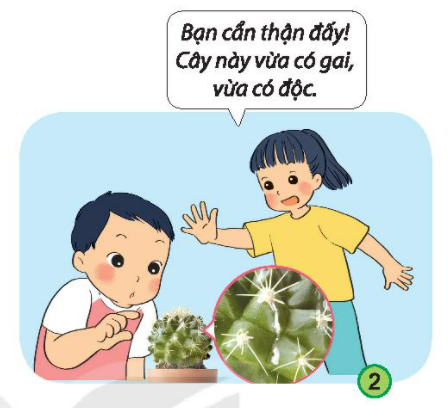 Bạn cẩn thận đấy!
Cây này vừa có gai,
vừa có độc.
2